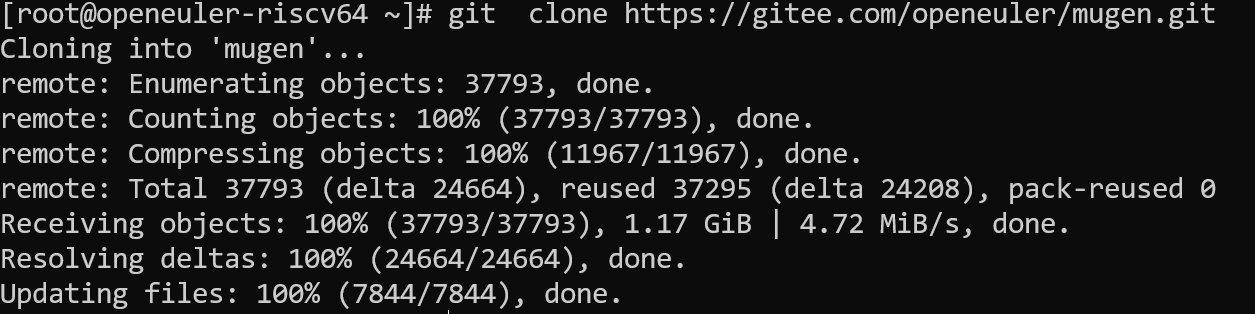 [root@openeuler-riscv64 ~]# git  clone https://gitee.com/openeuler/mugen.git
Cloning into 'mugen'...
remote: Enumerating objects: 37793, done.
remote: Counting objects: 100% (37793/37793), done.
remote: Compressing objects: 100% (11967/11967), done.
remote: Total 37793 (delta 24664), reused 37295 (delta 24208), pack-reused 0
Receiving objects: 100% (37793/37793), 1.17 GiB | 4.72 MiB/s, done.
Resolving deltas: 100% (24664/24664), done.
Updating files: 100% (7844/7844), done.